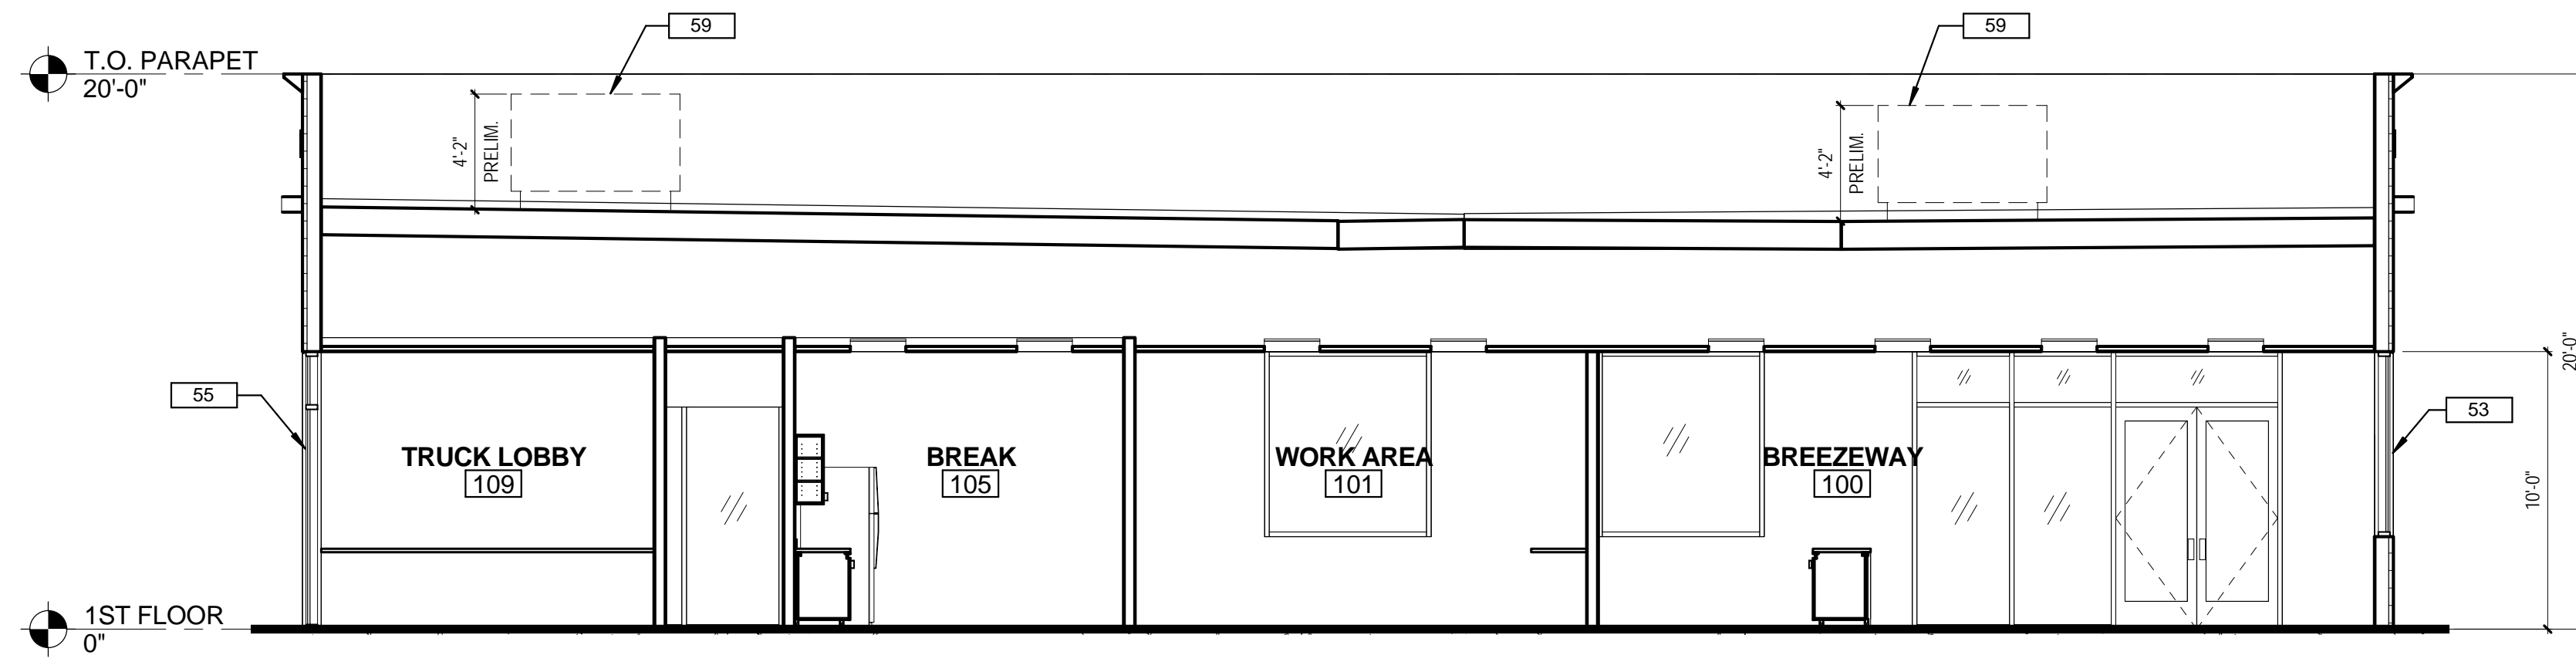 59
59
T.O. PARAPET
20'-0"
4'-2"
PRELIM.
4'-2"
PRELIM.
20'-0"
55
53
TRUCK LOBBY
109
BREAK
105
WORK AREA
101
BREEZEWAY
100
10'-0"
1ST FLOOR
0"